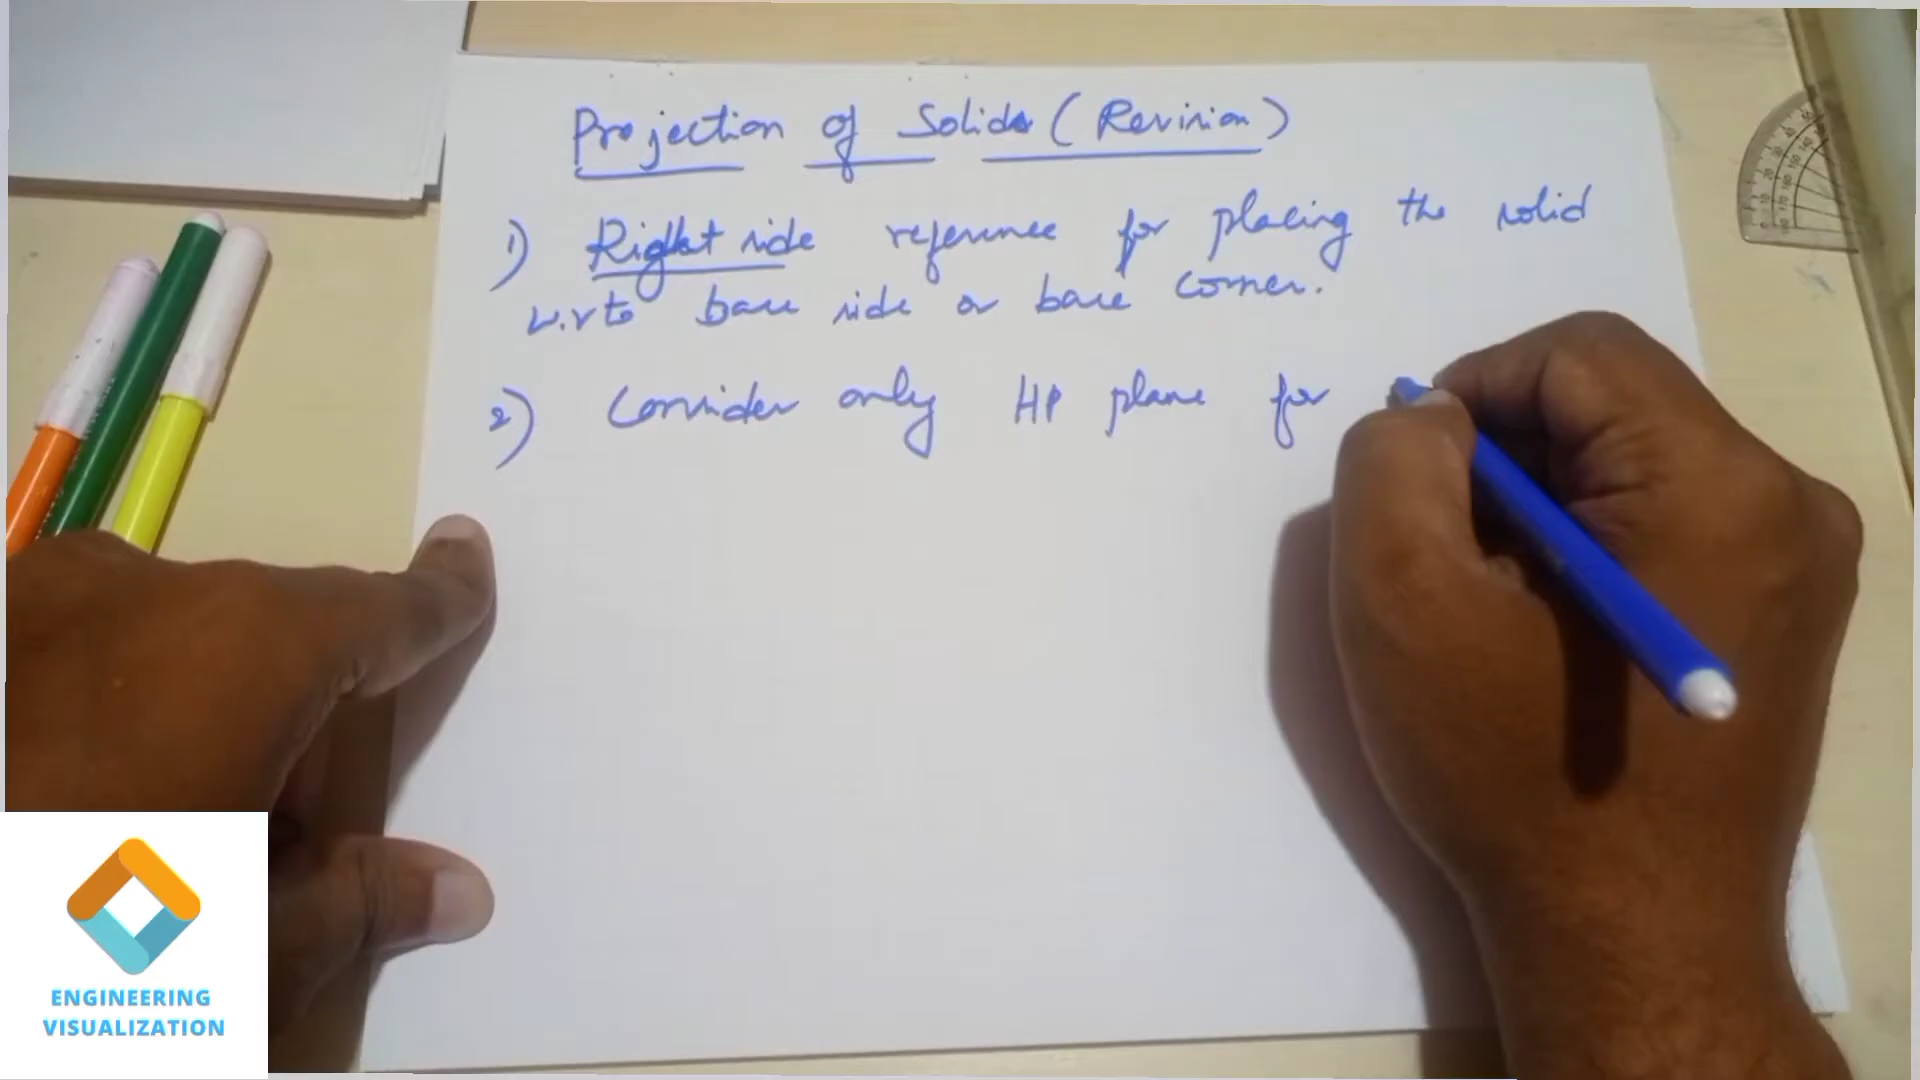 Projection of Solids (Revision)
1) Right side reference for placing the solid
w.r to base side or base corner.
2) Consider only HP plane for
ENGINEERING
VISUALIZATION